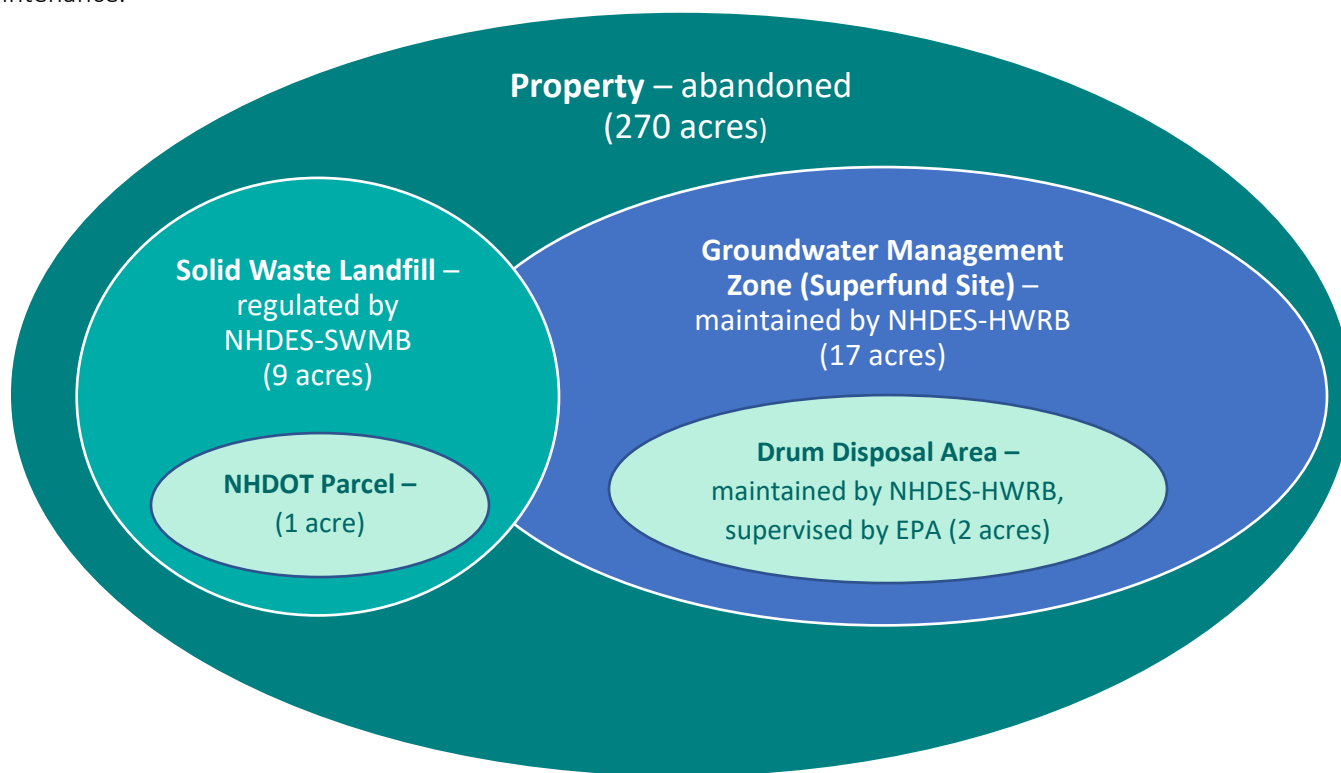 intenance.
Property – abandoned
(270 acres)
Solid Waste Landfill –
regulated by
NHDES-SWMB
(9 acres)
Groundwater Management
Zone (Superfund Site) –
maintained by NHDES-HWRB
(17 acres)
NHDOT Parcel –
(1 acre)
Drum Disposal Area –
maintained by NHDES-HWRB,
supervised by EPA (2 acres)